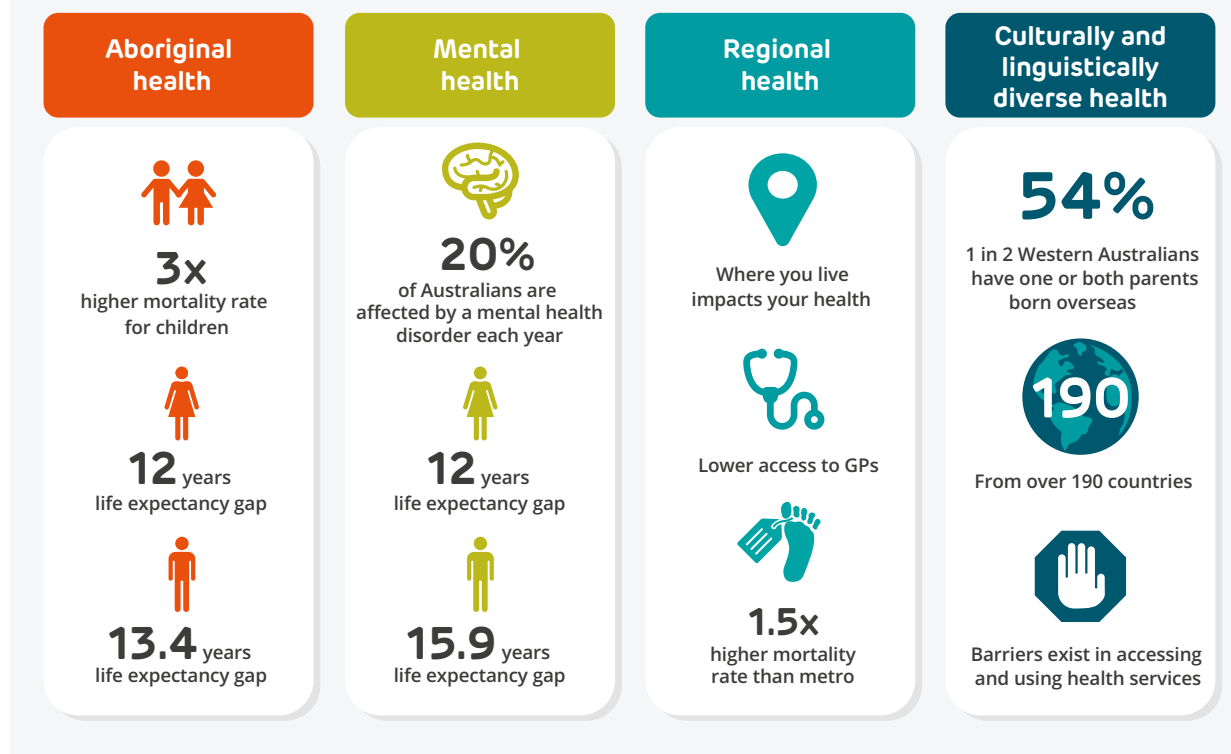 Aboriginal
health
3x
higher mortality rate
for children
12 years
life expectancy gap
13.4 years
life expectancy gap
Mental
health
20%
of Australians are
affected by a mental health
disorder each year
12 years
life expectancy gap
15.9 years
life expectancy gap
Regional
health
Where you live
impacts your health
Lower access to GPs
1.5x
higher mortality
rate than metro
Culturally and
linguistically
diverse health
54%
1 in 2 Western Australians
have one or both parents
born overseas
190
From over 190 countries
Barriers exist in accessing
and using health services